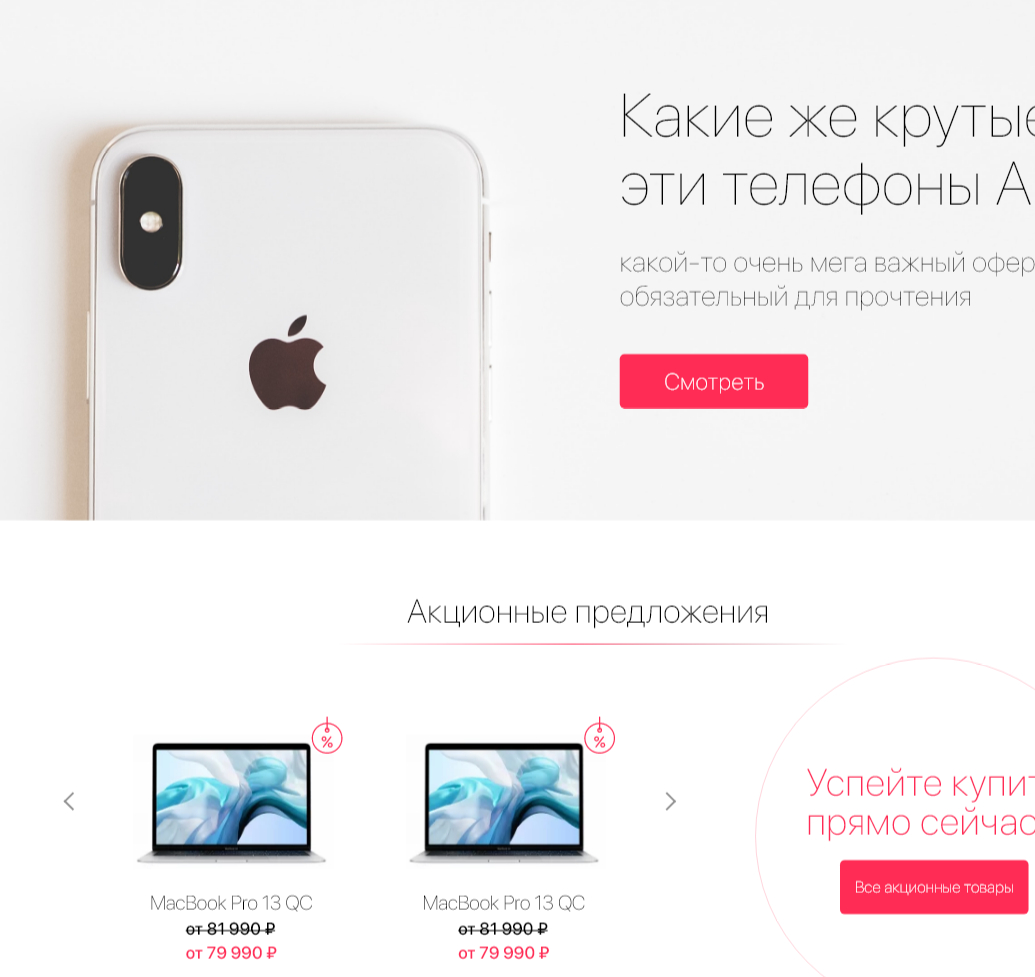 Какие же крутые
эти телефоны A
какой-то очень мега важный офер
обязательный для прочтения
Смотреть
Акционные предложения
%
%
Успейте купит
прямо сейчас
Все акционные товары
MacBook Pro 13 QC
от 81 990 ₽
от 79 990 ₽
MacBook Pro 13 QC
от 81 990 ₽
от 79 990 ₽